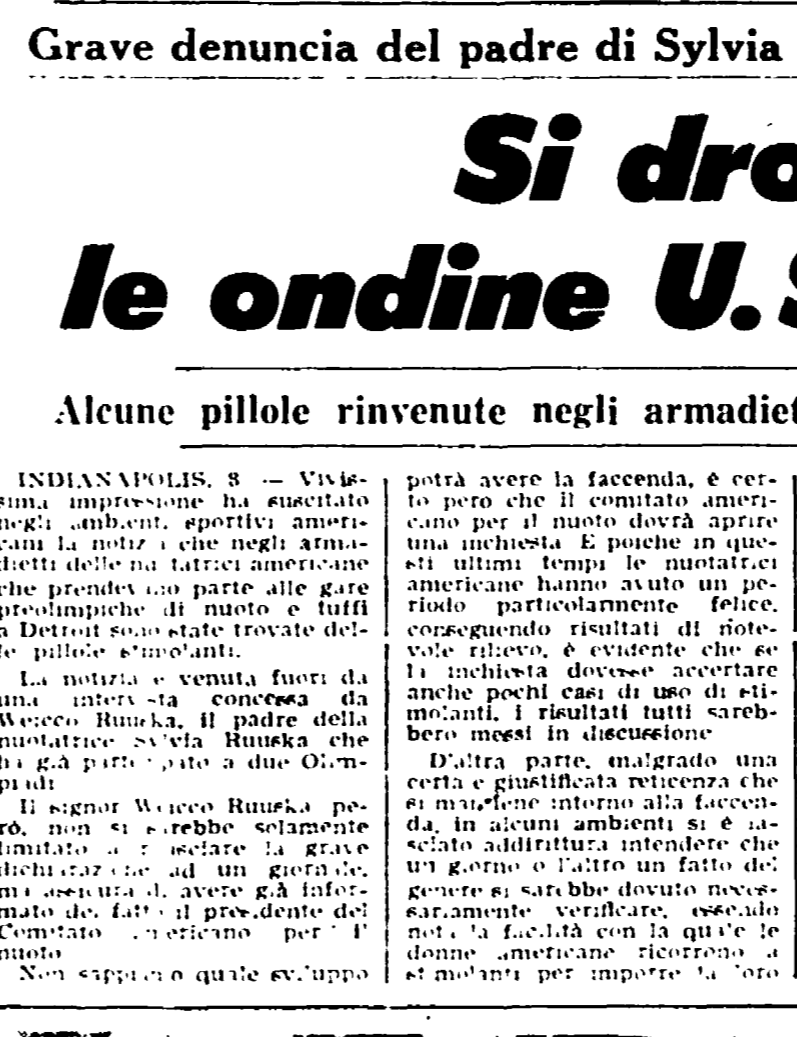 Grave denuncia del padre di Sylvia
Si dro
le ondine U.S
Alcune pillole rinvenute negli armadiet
INDIANAPOLIS, 8 — Vivis-
sima impressione ha suscitato
negli ambienti sportivi ameri-
cani la notizia che negli arma-
dietti delle nuotatrici americane
che prendevano parte alle gare
preolimpiche di nuoto e tuffi
a Detroit sono state trovate del-
le pillole stimolanti.
La notizia e venuta fuori da
una intervista concessa da
Weicco Ruuska, il padre della
nuotatrice Sylvia Ruuska che
ha già partecipato a due Olim-
piadi
Il signor Weicco Ruuska pe-
rò, non si sarebbe solamente
limitato a rilasciare la grave
dichiarazione ad un giornale,
ma assicura di avere già infor-
mato del fatto il presidente del
Comitato americano per l'
nuoto
Non sappiamo quale sviluppo
potrà avere la faccenda, è cer-
to pero che il comitato ameri-
cano per il nuoto dovrà aprire
una inchiesta E poiche in que-
sti ultimi tempi le nuotatrici
americane hanno avuto un pe-
riodo particolarmente felice,
conseguendo risultati di note-
vole rilievo, è evidente che se
la inchiesta dovesse accertare
anche pochi casi di uso di sti-
molanti, i risultati tutti sareb-
bero messi in discussione
D'altra parte, malgrado una
certa e giustificata reticenza che
si mantiene intorno alla faccen-
da, in alcuni ambienti si è la-
sciato addirittura intendere che
un giorno o l'altro un fatto del
genere si sarebbe dovuto neces-
sariamente verificare, essendo
nota la facilità con la quale le
donne americane ricorrono a
stimolanti per imporre la loro